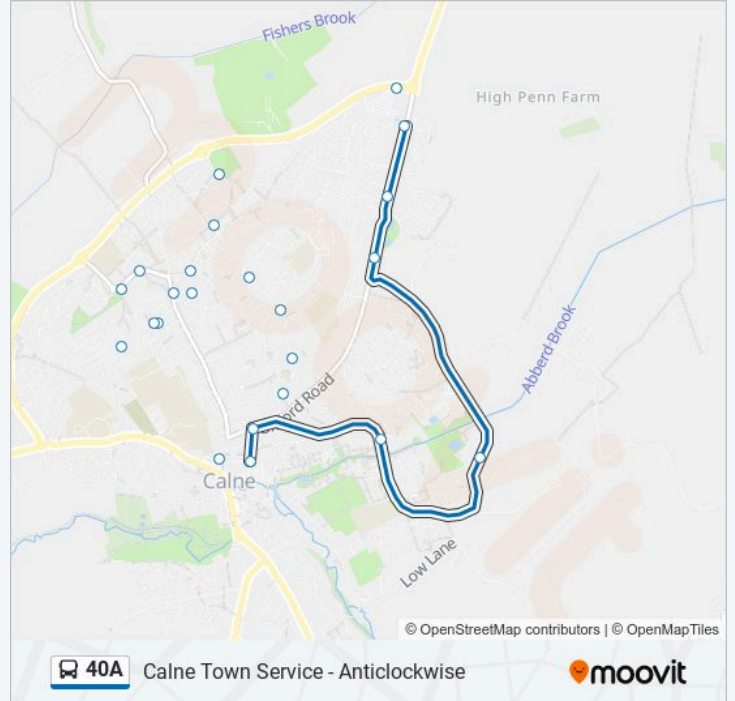 Fishers Brook
High Penn Farm
Abberd Brook
Road
Calne
Low Lane
© OpenStreetMap contributors | © OpenMapTiles
40A Calne Town Service - Anticlockwise
moovit